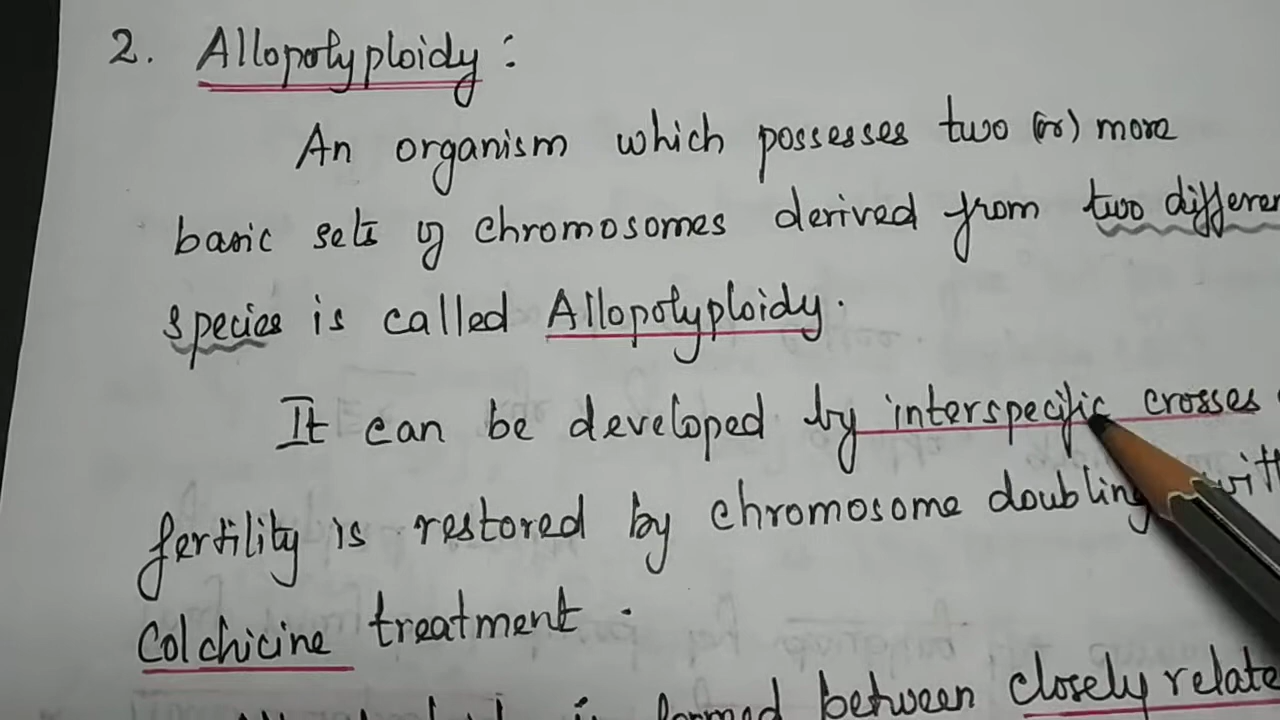 2. Allopolyploidy :
An organism which possesses two (or) more
basic sets of chromosomes derived from two differen
species is called Allopolyploidy.
It can be developed by interspecific crosses
fertility is restored by chromosome doubling with
Colchicine treatment.
formed between closely relate